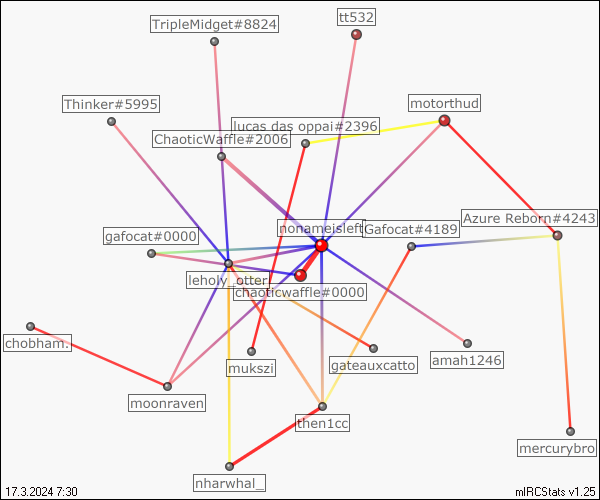 TripleMidget#8824
tt532
Thinker#5995
motorthud
lucas das oppai#2396
ChaoticWaffle#2006
Azure Reborn#4243
nonameisleft
Gafocat#4189
gafocat#0000
leholy_otter
chaoticwaffle#0000
chobham.
mukszi
gateauxcatto
amah1246
moonraven
then1cc
mercurybro
nharwhal_
17.3.2024 7:30
mIRCStats v1.25